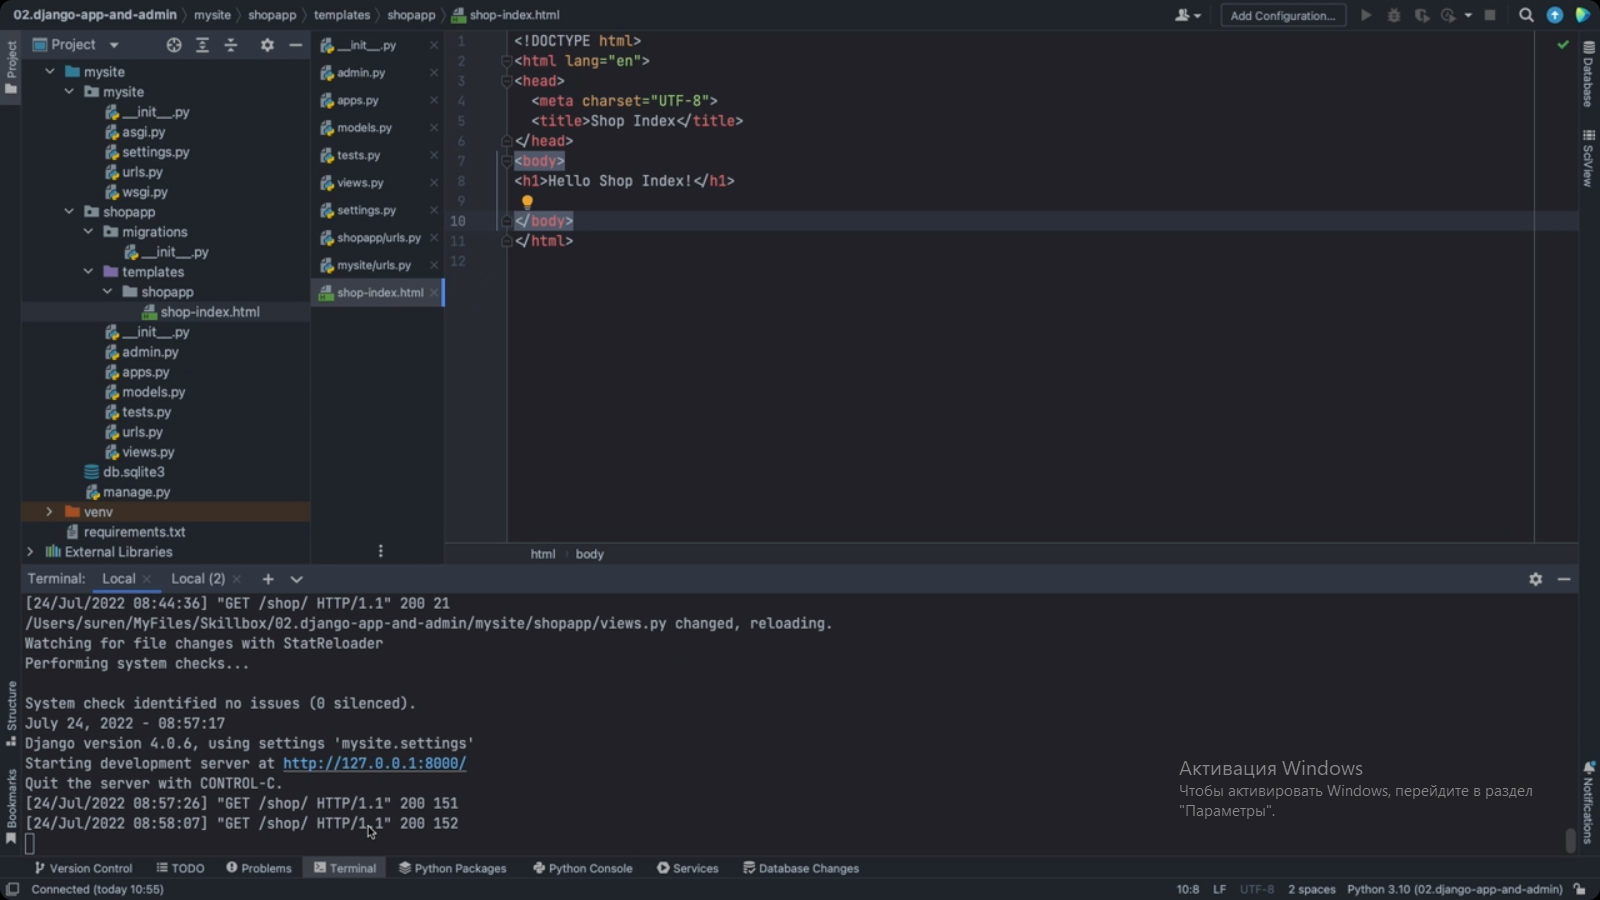 02.django-app-and-admin mysite shopapp templates shopapp shop-index.html
Add Configuration...
Project
Project
mysite
mysite
__init__.py
asgi.py
settings.py
urls.py
wsgi.py
shopapp
migrations
__init__.py
templates
shopapp
shop-index.html
__init__.py
admin.py
apps.py
models.py
tests.py
urls.py
views.py
db.sqlite3
manage.py
venv
requirements.txt
External Libraries
__init__.py
admin.py
apps.py
models.py
tests.py
views.py
settings.py
shopapp/urls.py
mysite/urls.py
shop-index.html
1 <!DOCTYPE html>
2 <html lang="en">
3 <head>
4 <meta charset="UTF-8">
5 <title>Shop Index</title>
6 </head>
7 <body>
8 <h1>Hello Shop Index!</h1>
9
10 </body>
11 </html>
12
html body
Database
SciView
Notifications
Structure
Bookmarks
Terminal: Local Local (2)
[24/Jul/2022 08:44:36] "GET /shop/ HTTP/1.1" 200 21
/Users/suren/MyFiles/Skillbox/02.django-app-and-admin/mysite/shopapp/views.py changed, reloading.
Watching for file changes with StatReloader
Performing system checks...
System check identified no issues (0 silenced).
July 24, 2022 - 08:57:17
Django version 4.0.6, using settings 'mysite.settings'
Starting development server at http://127.0.0.1:8000/
Quit the server with CONTROL-C.
[24/Jul/2022 08:57:26] "GET /shop/ HTTP/1.1" 200 151
[24/Jul/2022 08:58:07] "GET /shop/ HTTP/1.1" 200 152
Активация Windows
Чтобы активировать Windows, перейдите в раздел
"Параметры".
Version Control TODO Problems Terminal Python Packages Python Console Services Database Changes
Connected (today 10:55) 10:8 LF UTF-8 2 spaces Python 3.10 (02.django-app-and-admin)